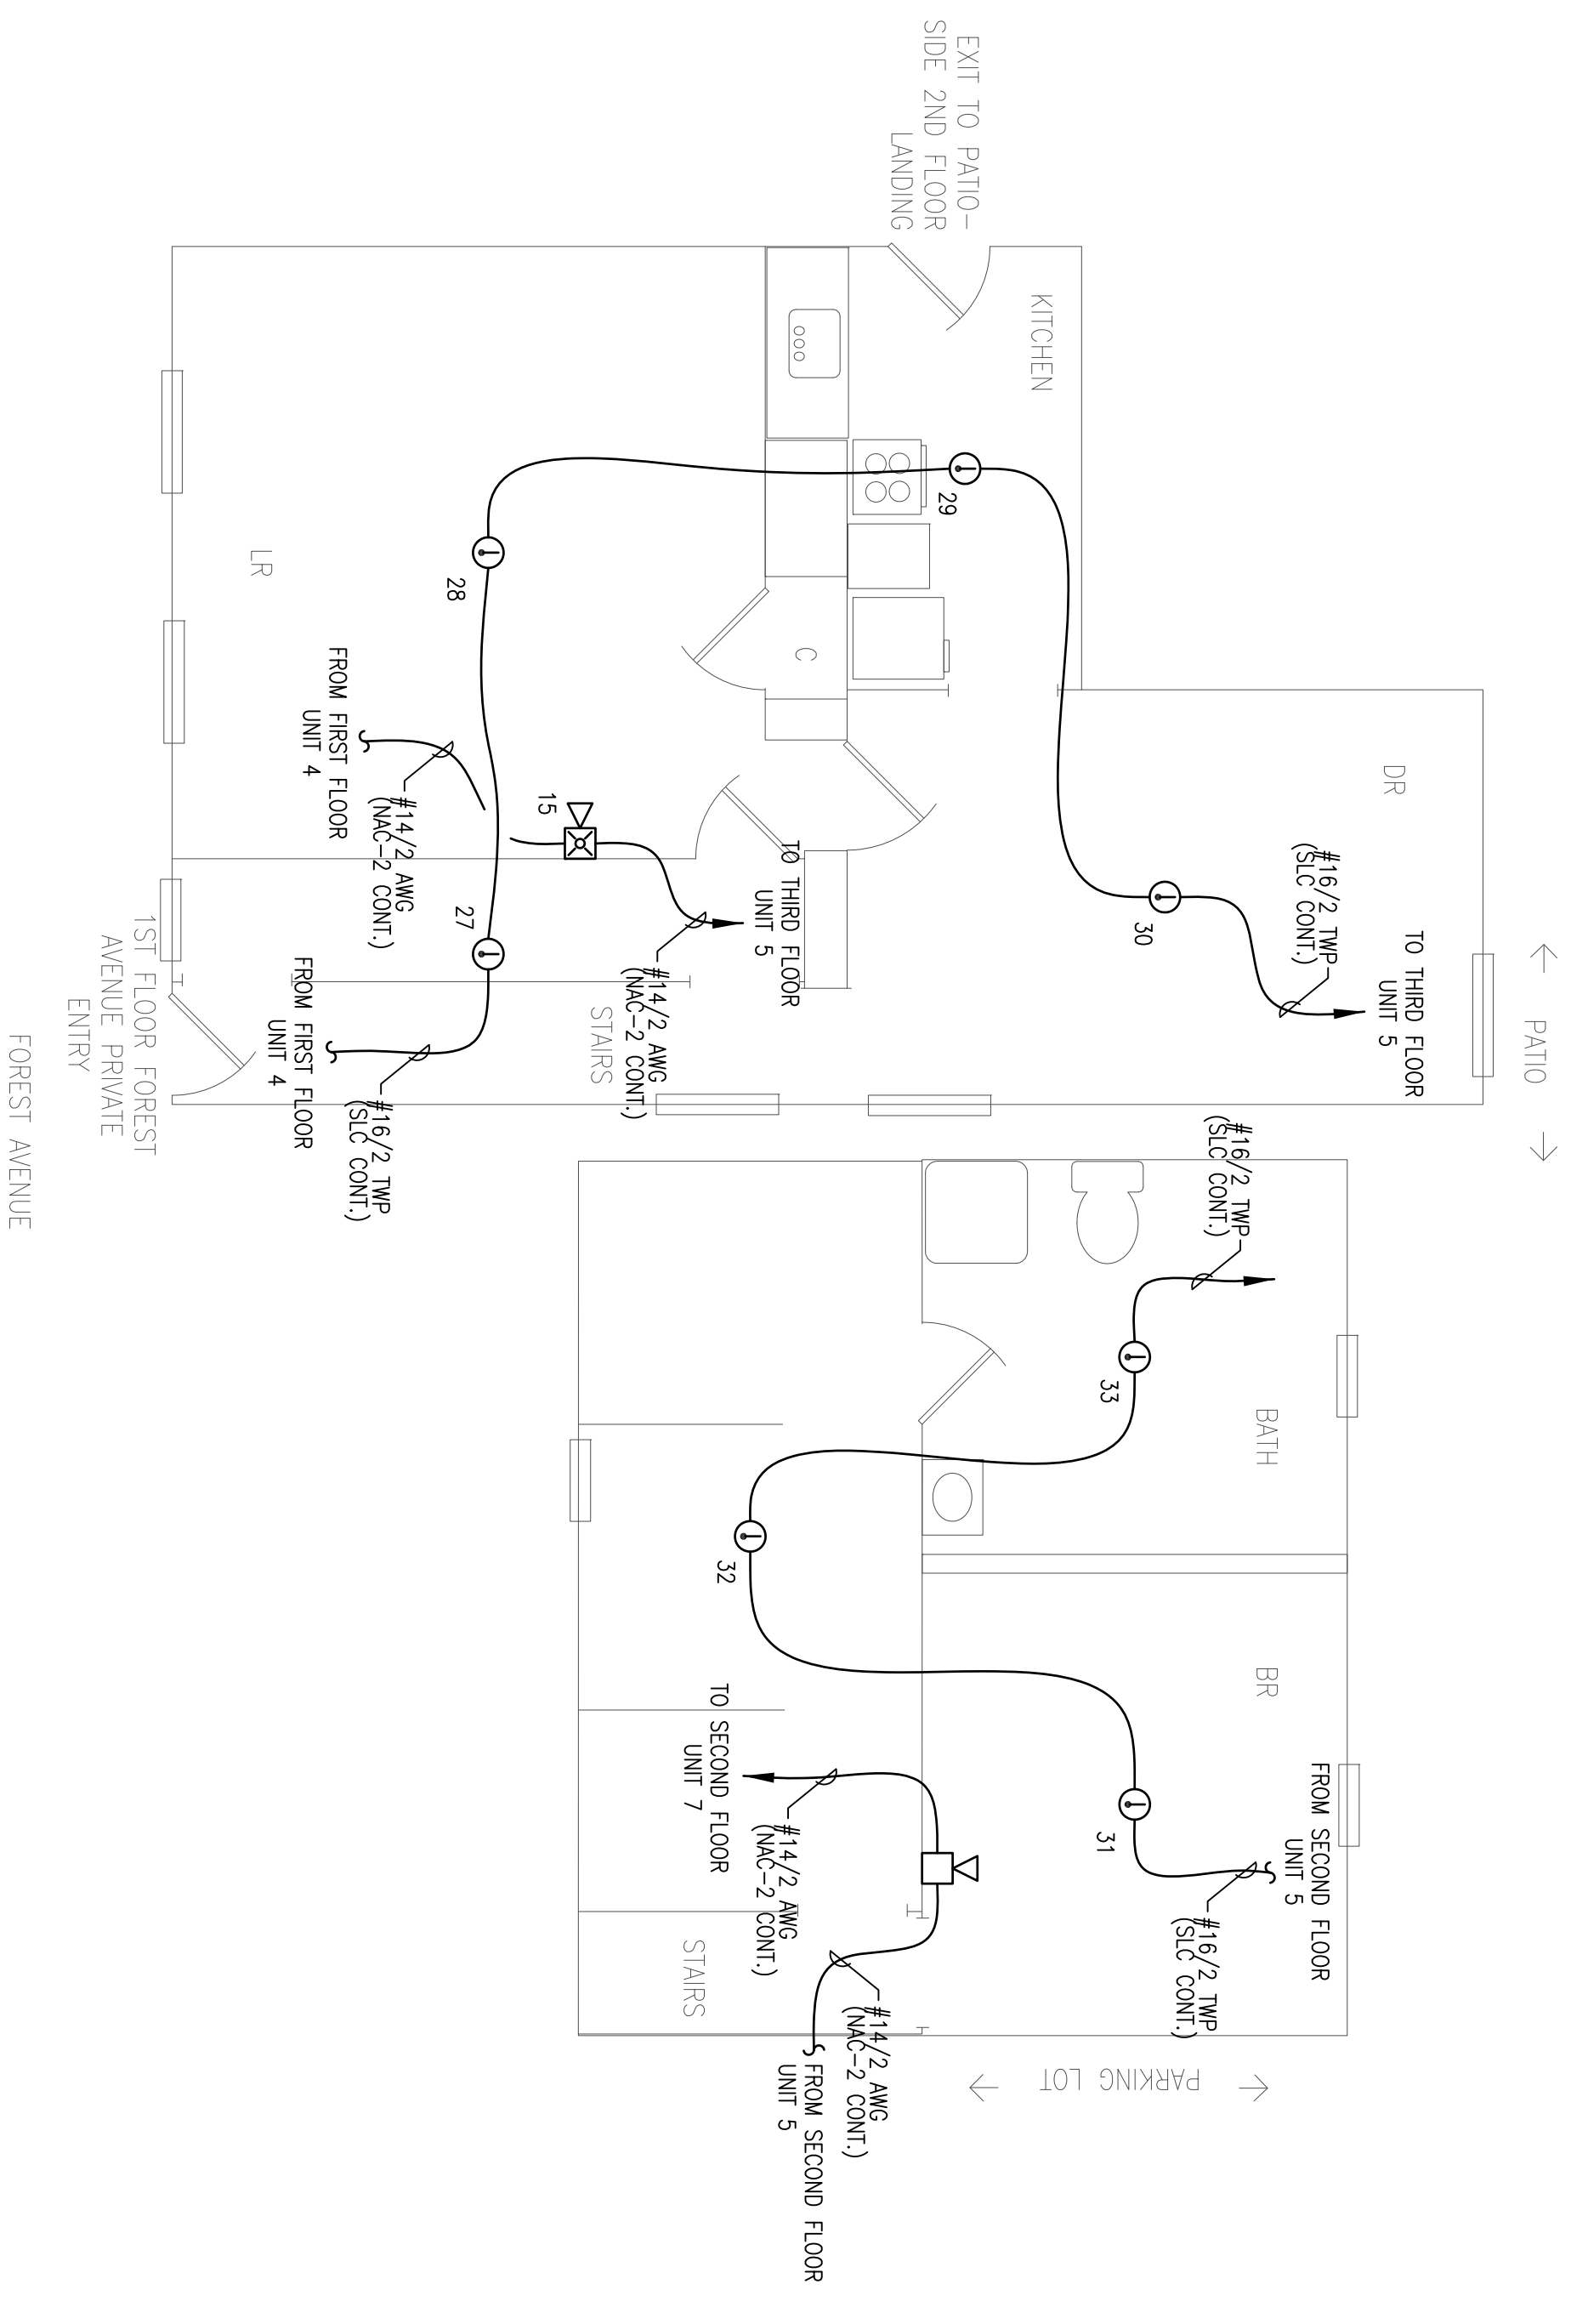 EXIT TO PATIO-
SIDE 2ND FLOOR
LANDING
KITCHEN
29
LR
28
C
DR
FROM FIRST FLOOR
UNIT 4
#14/2 AWG
(NAC-2 CONT.)
15
TO THIRD FLOOR
UNIT 5
#14/2 AWG
(NAC-2 CONT.)
27
30
#16/2 TWP
(SLC CONT.)
TO THIRD FLOOR
UNIT 5
PATIO
STAIRS
FROM FIRST FLOOR
UNIT 4
#16/2 TWP
(SLC CONT.)
1ST FLOOR FOREST
AVENUE PRIVATE
ENTRY
FOREST AVENUE
#16/2 TWP
(SLC CONT.)
33
BATH
32
BR
TO SECOND FLOOR
UNIT 7
#14/2 AWG
(NAC-2 CONT.)
31
FROM SECOND FLOOR
UNIT 5
#16/2 TWP
(SLC CONT.)
STAIRS
#14/2 AWG
(NAC-2 CONT.)
FROM SECOND FLOOR
UNIT 5
PARKING LOT